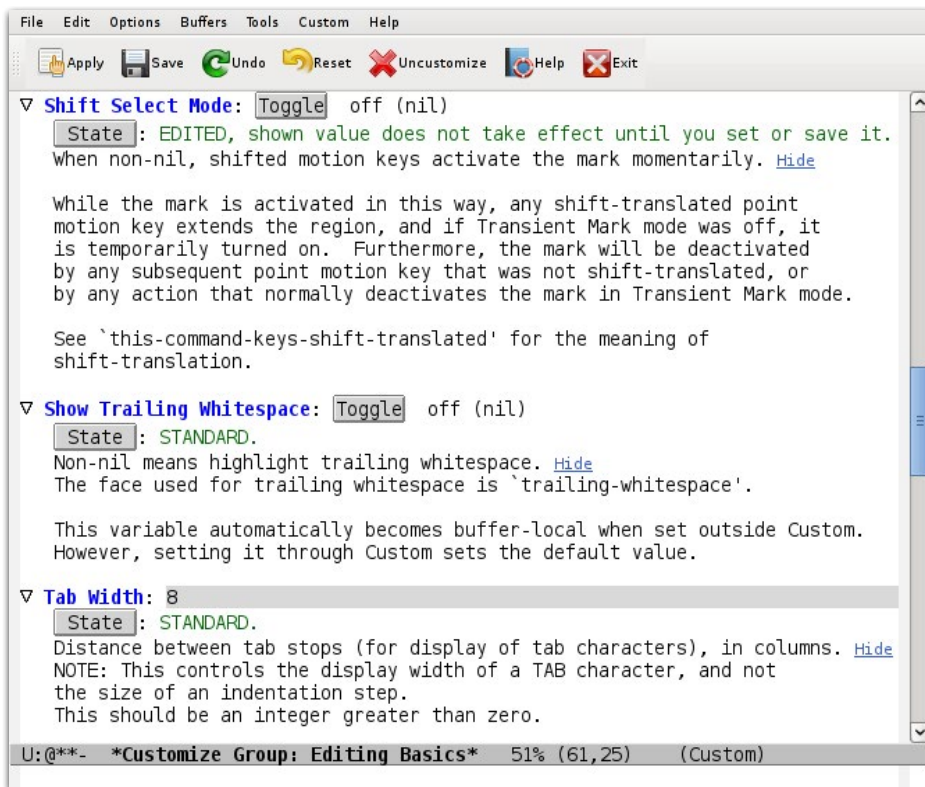 File Edit Options Buffers Tools Custom Help
Apply Save Undo Reset Uncustomize Help Exit
▽ Shift Select Mode: Toggle off (nil)
State : EDITED, shown value does not take effect until you set or save it.
When non-nil, shifted motion keys activate the mark momentarily. Hide
While the mark is activated in this way, any shift-translated point
motion key extends the region, and if Transient Mark mode was off, it
is temporarily turned on.  Furthermore, the mark will be deactivated
by any subsequent point motion key that was not shift-translated, or
by any action that normally deactivates the mark in Transient Mark mode.
See `this-command-keys-shift-translated' for the meaning of
shift-translation.
▽ Show Trailing Whitespace: Toggle off (nil)
State : STANDARD.
Non-nil means highlight trailing whitespace. Hide
The face used for trailing whitespace is `trailing-whitespace'.
This variable automatically becomes buffer-local when set outside Custom.
However, setting it through Custom sets the default value.
▽ Tab Width: 8
State : STANDARD.
Distance between tab stops (for display of tab characters), in columns. Hide
NOTE: This controls the display width of a TAB character, and not
the size of an indentation step.
This should be an integer greater than zero.
U:@**-  *Customize Group: Editing Basics*   51% (61,25)    (Custom)